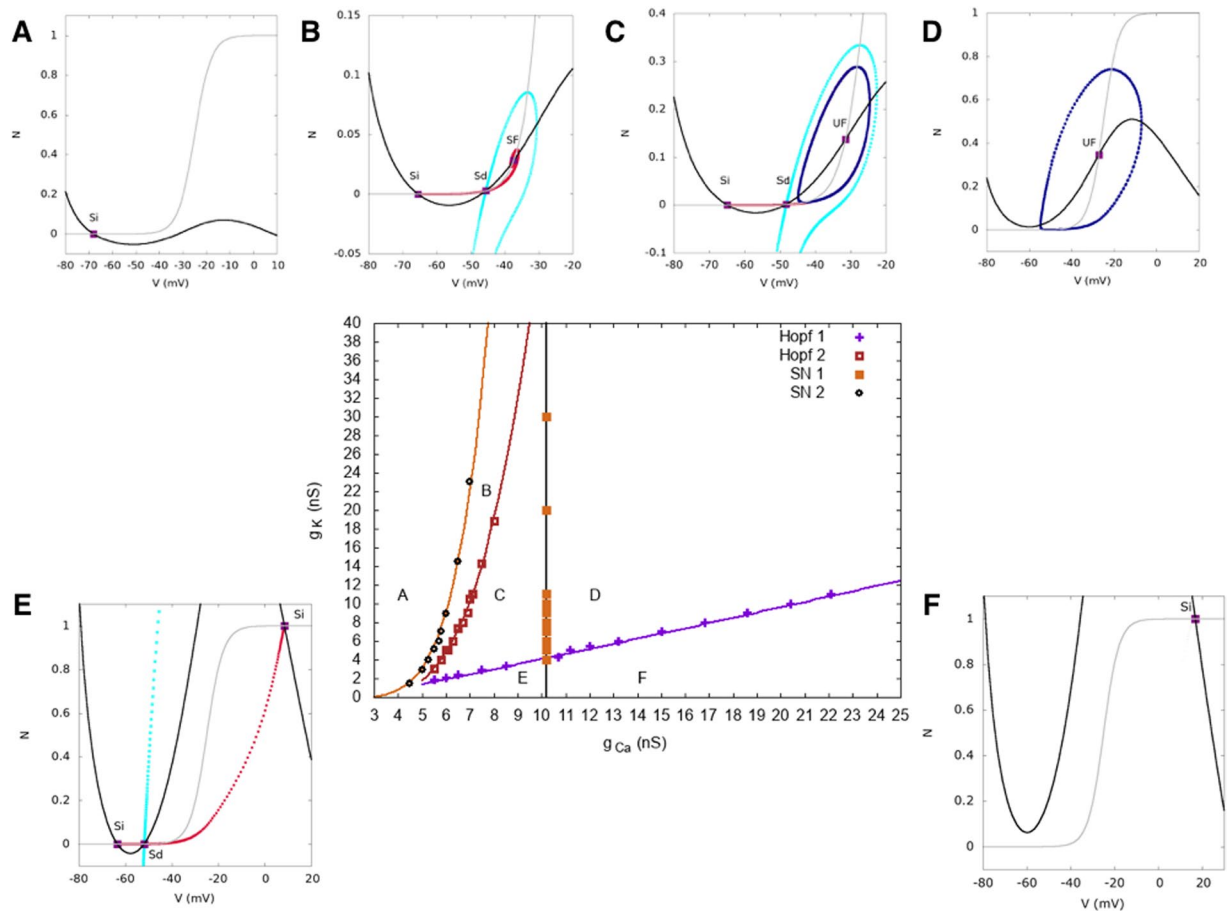 A
1
0.8
0.6
0.4
0.2
0
N
Si
-80 -70 -60 -50 -40 -30 -20 -10 0 10
V (mV)
B
0.15
0.1
0.05
0
-0.05
N
Si
Sd
SF
-80 -70 -60 -50 -40 -30 -20
V (mV)
C
0.4
0.3
0.2
0.1
0
-0.1
N
Si
Sd
UF
-80 -70 -60 -50 -40 -30 -20
V (mV)
D
1
0.8
0.6
0.4
0.2
0
N
UF
-80 -60 -40 -20 0 20
V (mV)
40
38
36
34
32
30
28
26
24
22
20
18
16
14
12
10
8
6
4
2
0
g K (nS)
Hopf 1
Hopf 2
SN 1
SN 2
A
B
C
D
E
F
3 4 5 6 7 8 9 10 11 12 13 14 15 16 17 18 19 20 21 22 23 24 25
g Ca (nS)
E
1
0.8
0.6
0.4
0.2
0
N
Si
Si
Sd
-80 -60 -40 -20 0 20
V (mV)
F
1
0.8
0.6
0.4
0.2
0
N
Si
-80 -60 -40 -20 0 20
V (mV)